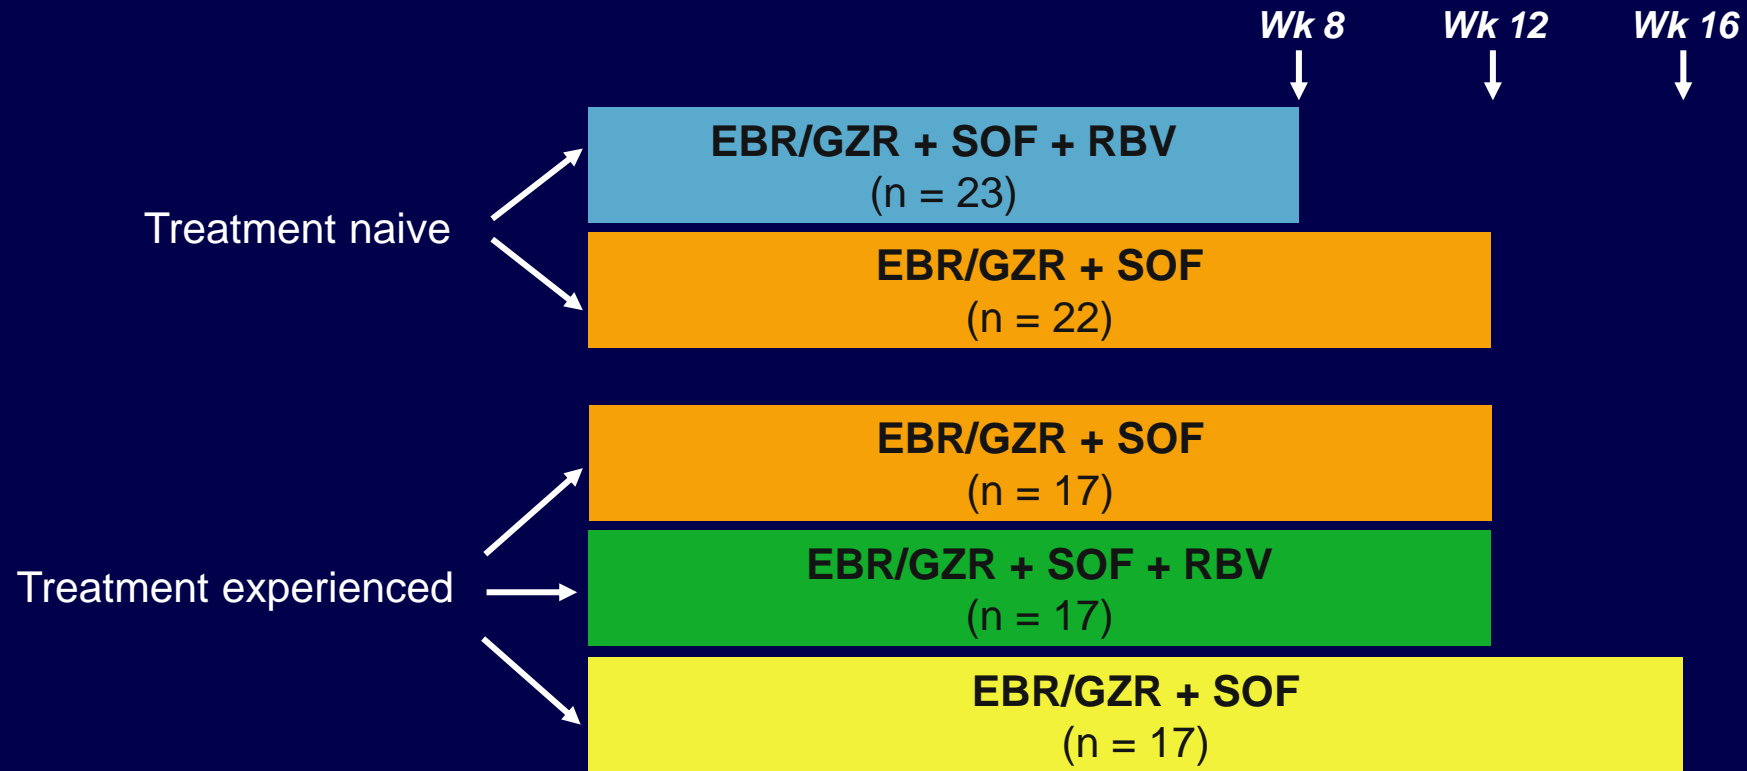 Wk 8 Wk 12 Wk 16
EBR/GZR + SOF + RBV
(n = 23)
Treatment naive
EBR/GZR + SOF
(n = 22)
EBR/GZR + SOF
(n = 17)
EBR/GZR + SOF + RBV
(n = 17)
Treatment experienced
EBR/GZR + SOF
(n = 17)